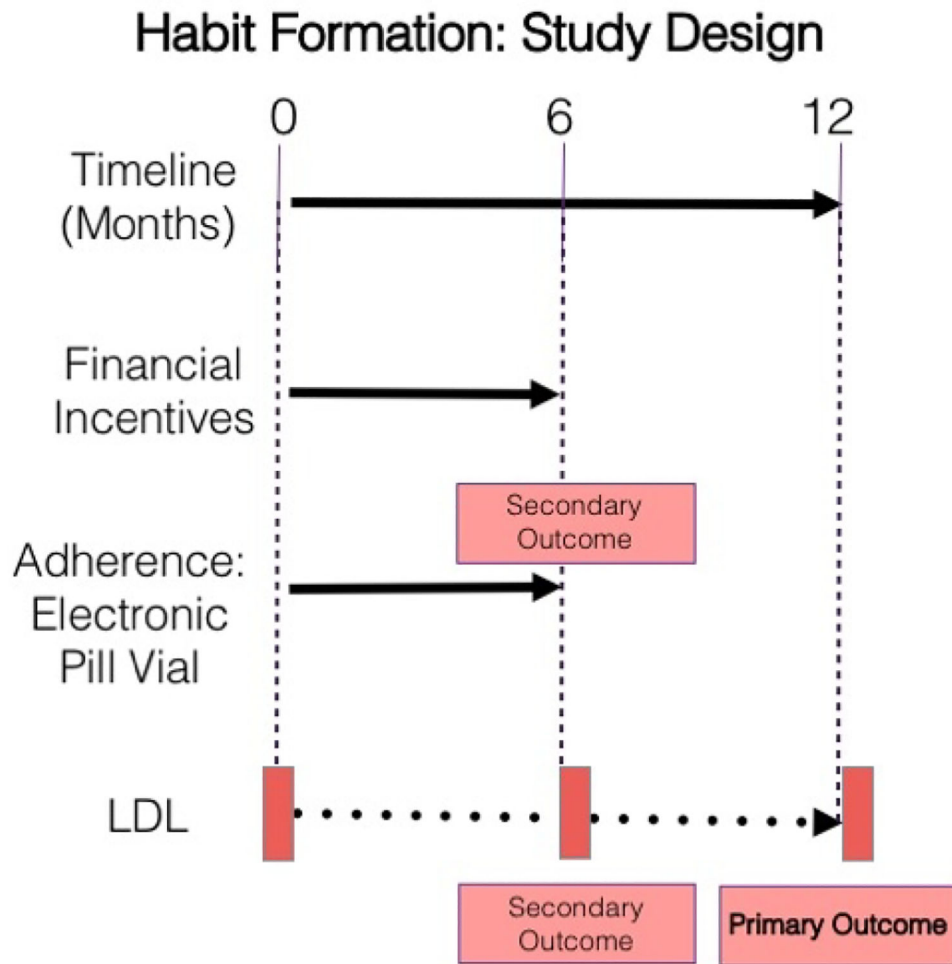 Habit Formation: Study Design
0 6 12
Timeline
(Months)
Financial
Incentives
Secondary
Outcome
Adherence:
Electronic
Pill Vial
LDL
Secondary
Outcome
Primary Outcome